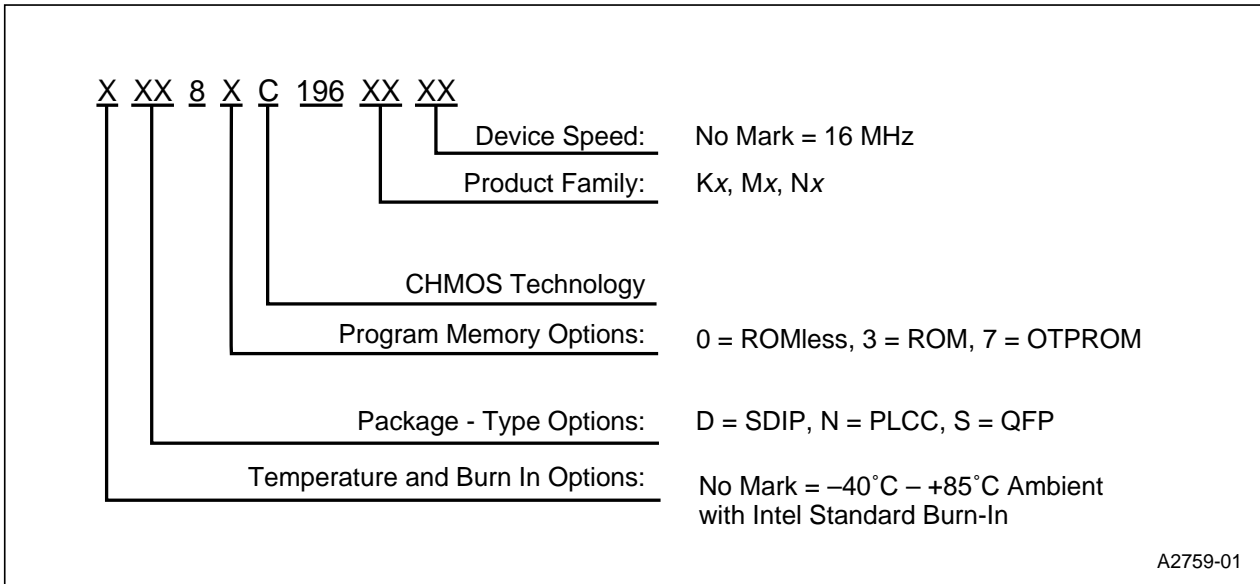 X XX 8 X C 196 XX XX
Device Speed: No Mark = 16 MHz
Product Family: Kx, Mx, Nx
CHMOS Technology
Program Memory Options: 0 = ROMless, 3 = ROM, 7 = OTPROM
Package - Type Options: D = SDIP, N = PLCC, S = QFP
Temperature and Burn In Options: No Mark = –40˚C – +85˚C Ambient
with Intel Standard Burn-In
A2759-01